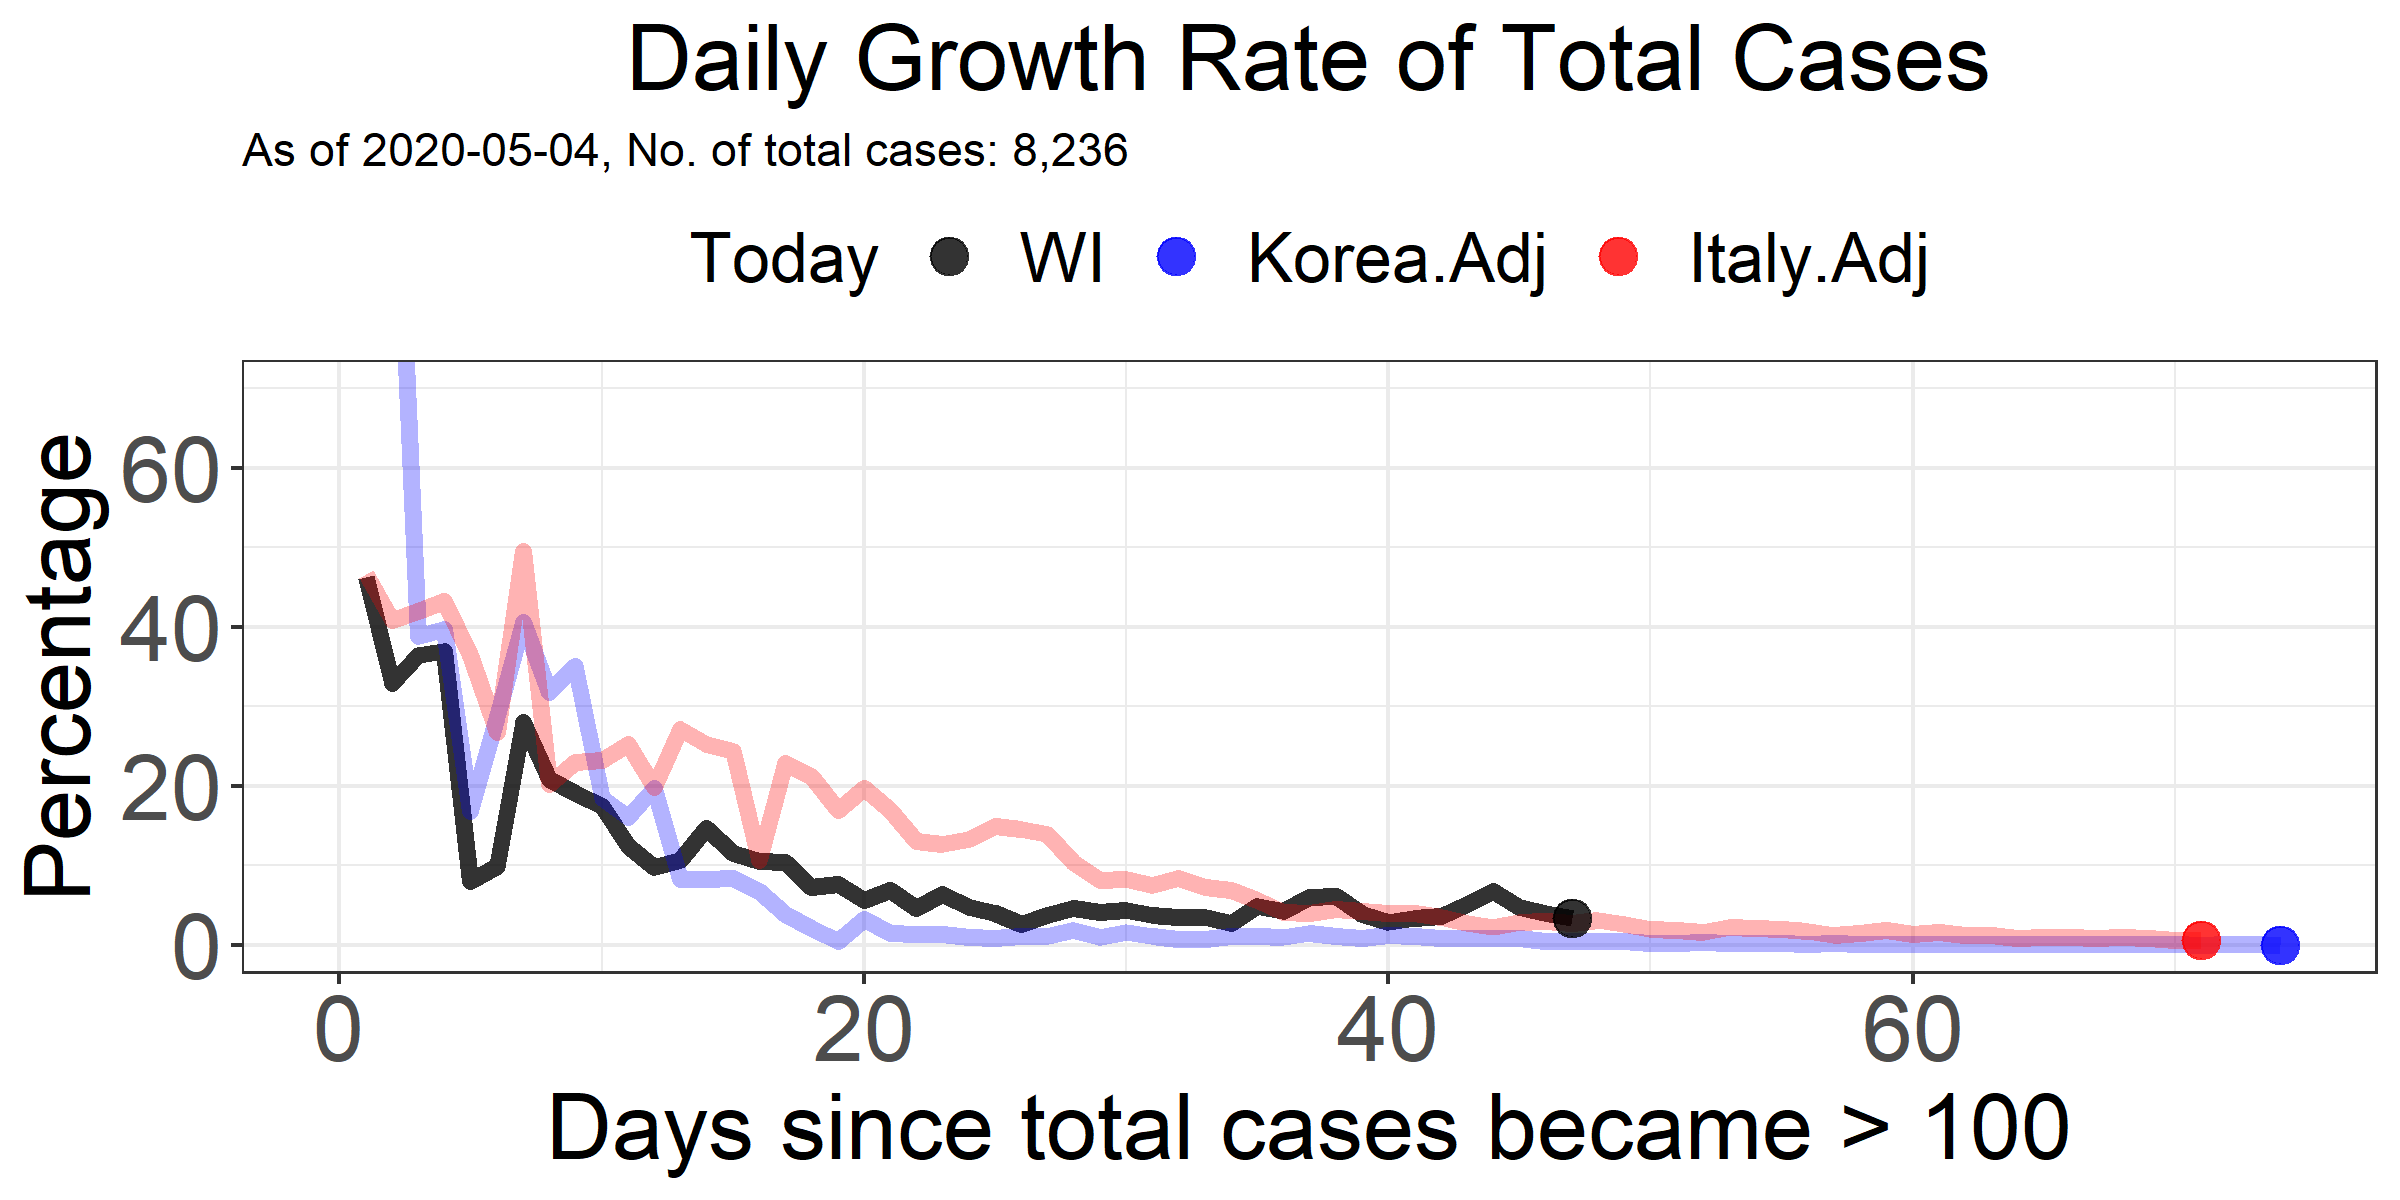 Daily Growth Rate of Total Cases
As of 2020-05-04, No. of total cases: 8,236
Today WI Korea.Adj Italy.Adj
Percentage
60
40
20
0
0 20 40 60
Days since total cases became > 100